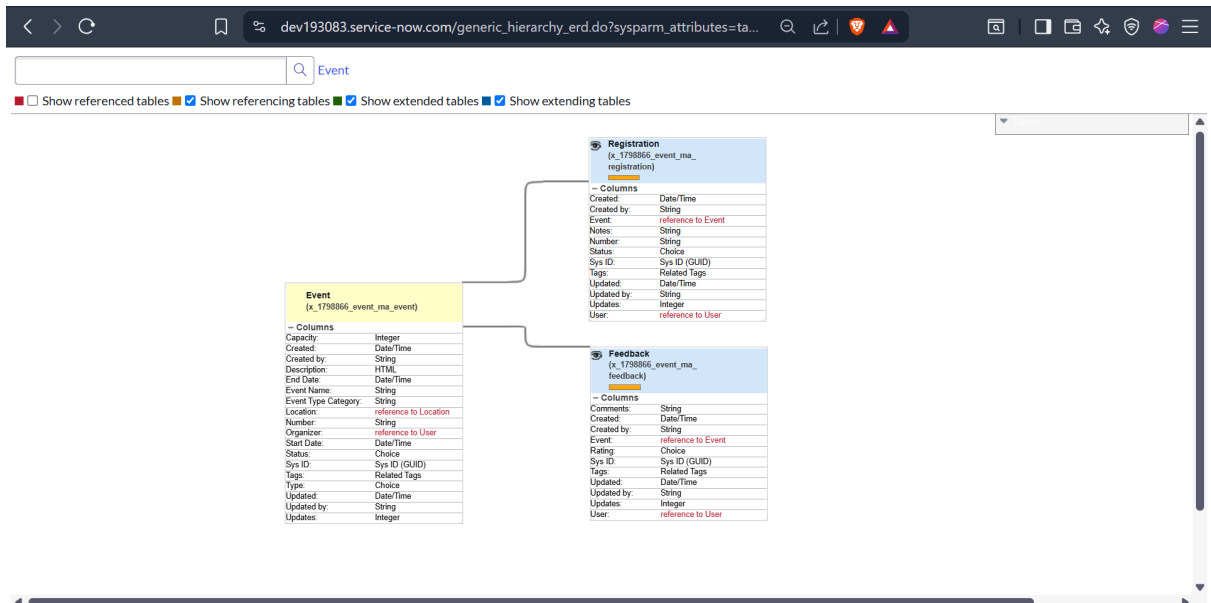 dev193083.service-now.com/generic_hierarchy_erd.do?sysparm_attributes=ta...
Event
Show referenced tables Show referencing tables Show extended tables Show extending tables
Registration
(x_1798866_event_ma_
registration)
– Columns
Created: Date/Time
Created by: String
Event: reference to Event
Notes: String
Number: String
Status: Choice
Sys ID: Sys ID (GUID)
Tags: Related Tags
Updated: Date/Time
Updated by: String
Updates: Integer
User: reference to User
Event
(x_1798866_event_ma_event)
– Columns
Capacity: Integer
Created: Date/Time
Created by: String
Description: HTML
End Date: Date/Time
Event Name: String
Event Type Category: String
Location: reference to Location
Number: String
Organizer: reference to User
Start Date: Date/Time
Status: Choice
Sys ID: Sys ID (GUID)
Tags: Related Tags
Type: Choice
Updated: Date/Time
Updated by: String
Updates: Integer
Feedback
(x_1798866_event_ma_
feedback)
– Columns
Comments: String
Created: Date/Time
Created by: String
Event: reference to Event
Rating: Choice
Sys ID: Sys ID (GUID)
Tags: Related Tags
Updated: Date/Time
Updated by: String
Updates: Integer
User: reference to User